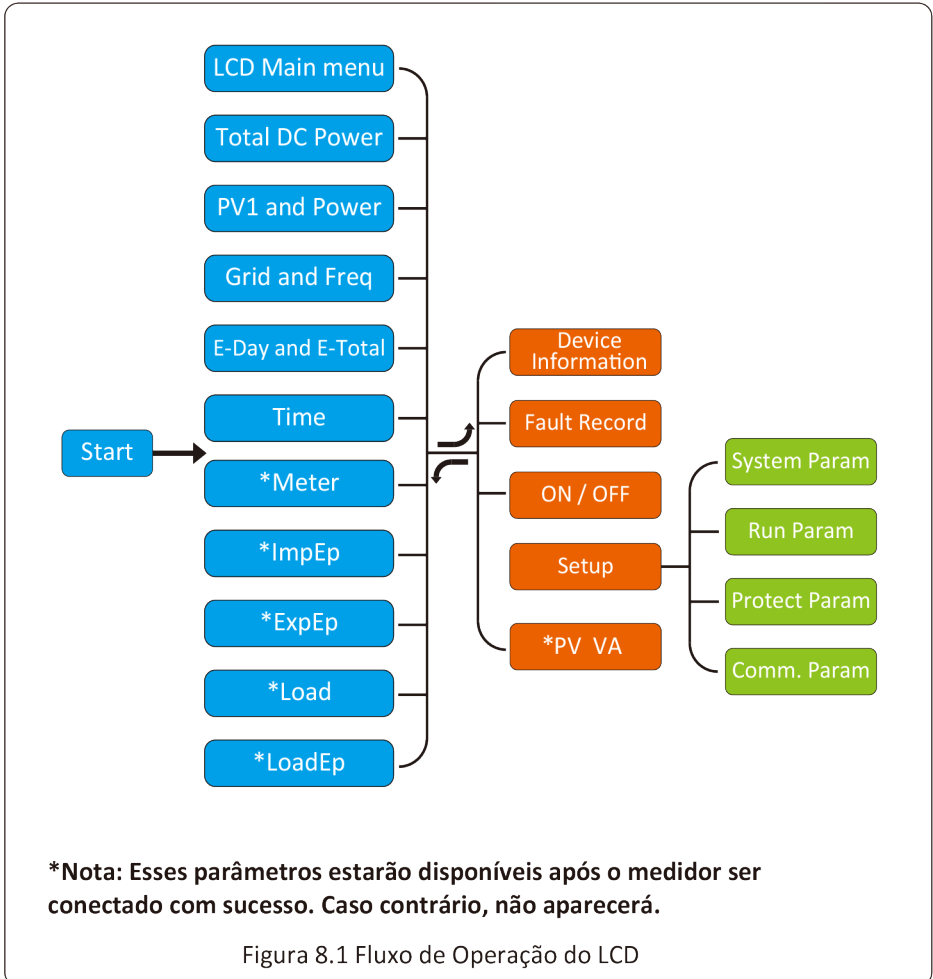 LCD Main menu
Total DC Power
PV1 and Power
Grid and Freq
E-Day and E-Total
Time
Start
*Meter
*ImpEp
*ExpEp
*Load
*LoadEp
Device
Information
Fault Record
ON / OFF
Setup
*PV VA
System Param
Run Param
Protect Param
Comm. Param
*Nota: Esses parâmetros estarão disponíveis após o medidor ser
conectado com sucesso. Caso contrário, não aparecerá.
Figura 8.1 Fluxo de Operação do LCD